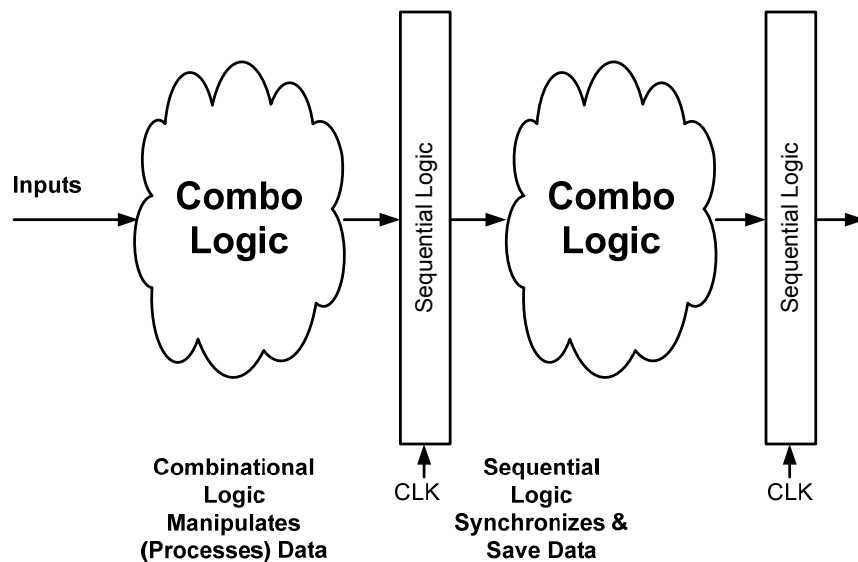 Inputs
Combo
Logic
Sequential Logic
Combo
Logic
Sequential Logic
CLK
CLK
Combinational
Logic
Manipulates
(Processes) Data
Sequential
Logic
Synchronizes &
Save Data